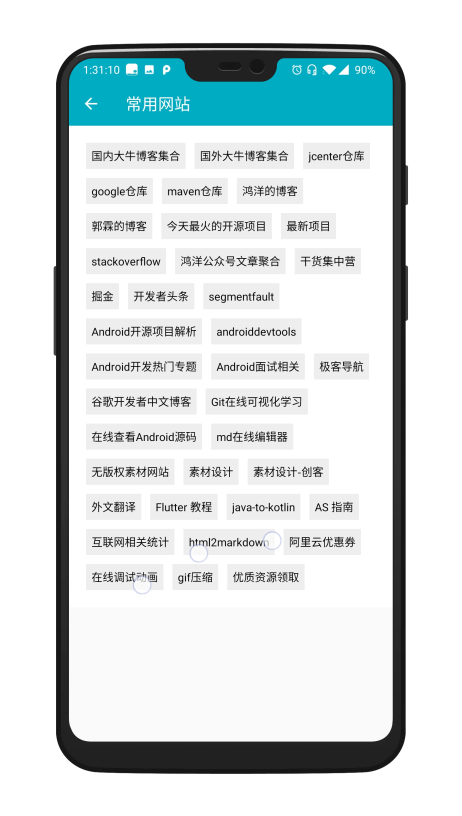 1:31:10 90%
常用网站
国内大牛博客集合 国外大牛博客集合 jcenter仓库
google仓库 maven仓库 鸿洋的博客
郭霖的博客 今天最火的开源项目 最新项目
stackoverflow 鸿洋公众号文章聚合 干货集中营
掘金 开发者头条 segmentfault
Android开源项目解析 androiddevtools
Android开发热门专题 Android面试相关 极客导航
谷歌开发者中文博客 Git在线可视化学习
在线查看Android源码 md在线编辑器
无版权素材网站 素材设计 素材设计-创客
外文翻译 Flutter 教程 java-to-kotlin AS 指南
互联网相关统计 html2markdown 阿里云优惠券
在线调试动画 gif压缩 优质资源领取